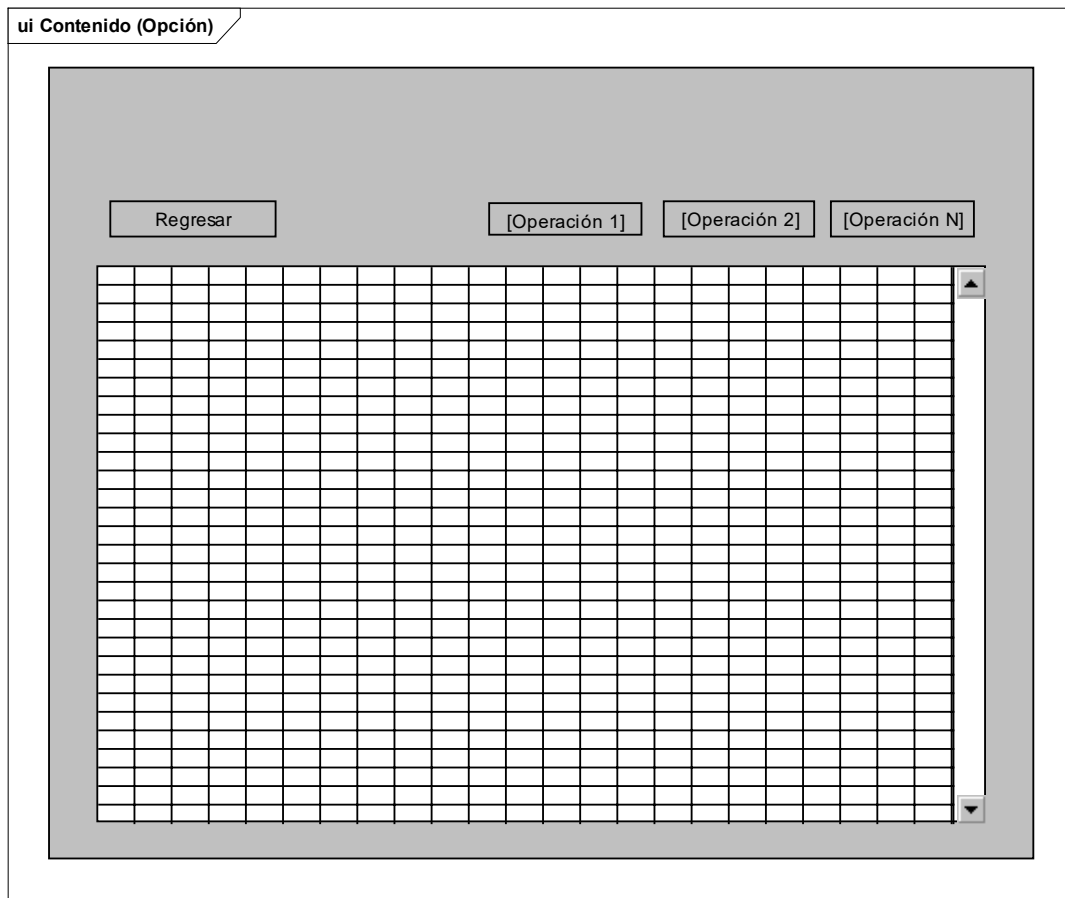 ui Contenido (Opción)
Regresar
[Operación 1]
[Operación 2]
[Operación N]